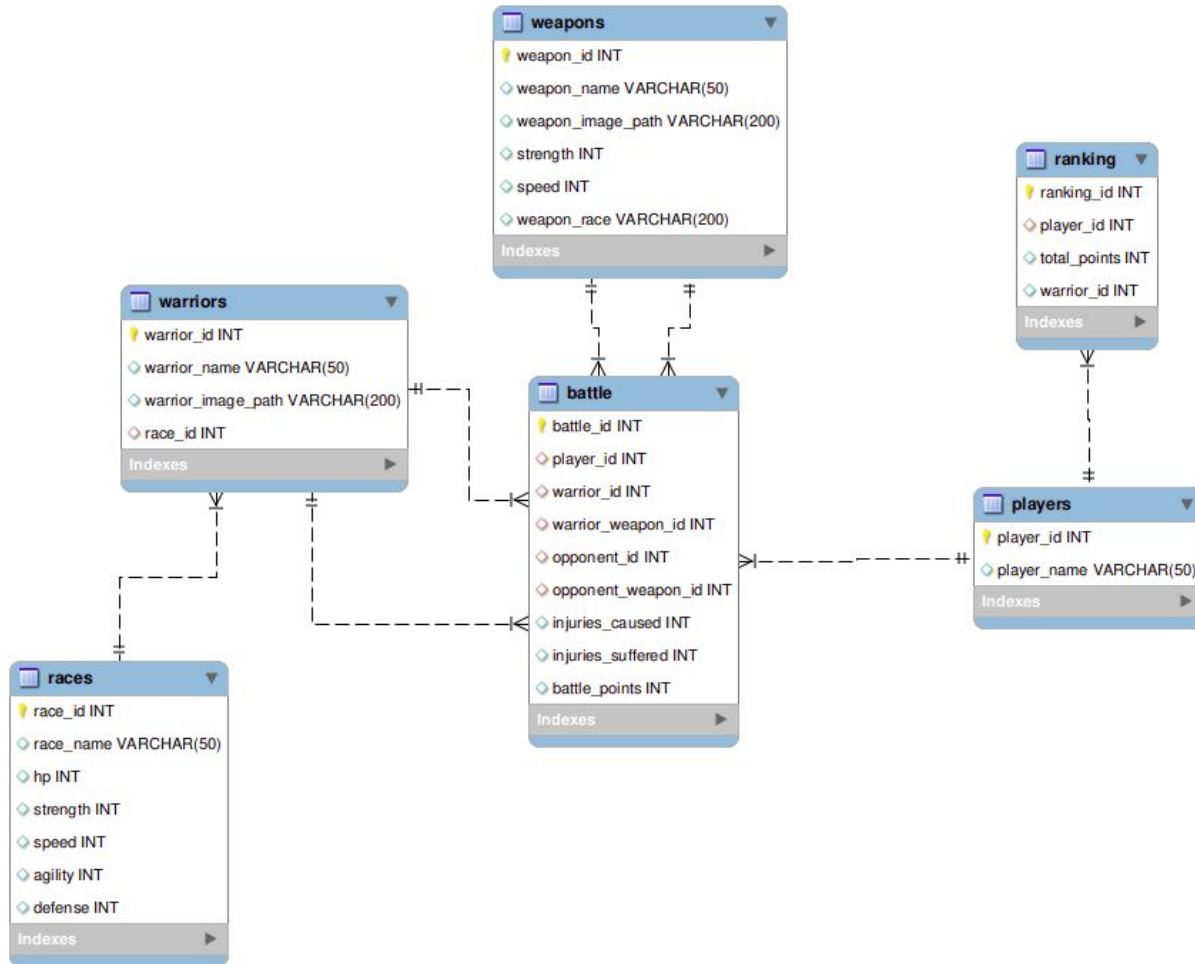 weapons
weapon_id INT
weapon_name VARCHAR(50)
weapon_image_path VARCHAR(200)
strength INT
speed INT
weapon_race VARCHAR(200)
Indexes
ranking
ranking_id INT
player_id INT
total_points INT
warrior_id INT
Indexes
warriors
warrior_id INT
warrior_name VARCHAR(50)
warrior_image_path VARCHAR(200)
race_id INT
Indexes
battle
battle_id INT
player_id INT
warrior_id INT
warrior_weapon_id INT
opponent_id INT
opponent_weapon_id INT
injuries_caused INT
injuries_suffered INT
battle_points INT
Indexes
players
player_id INT
player_name VARCHAR(50)
Indexes
races
race_id INT
race_name VARCHAR(50)
hp INT
strength INT
speed INT
agility INT
defense INT
Indexes